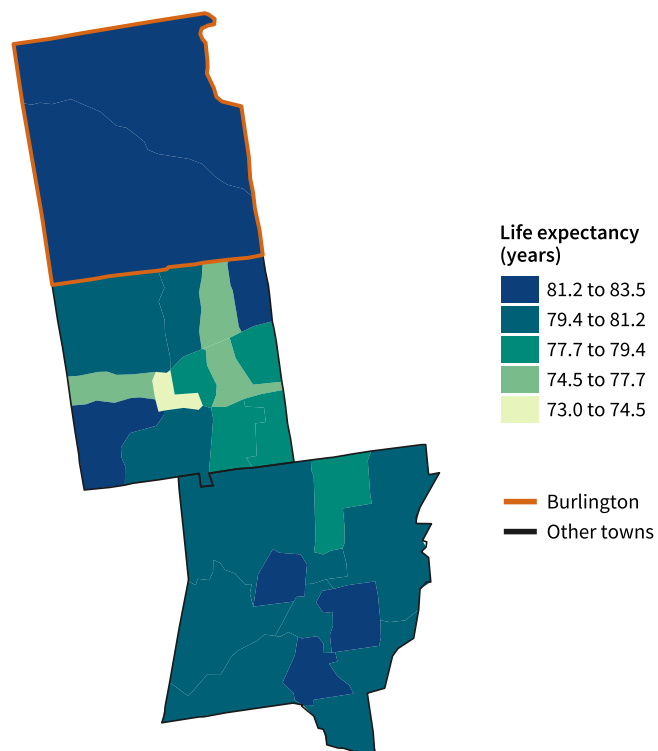 Life expectancy
(years)
81.2 to 83.5
79.4 to 81.2
77.7 to 79.4
74.5 to 77.7
73.0 to 74.5
Burlington
Other towns